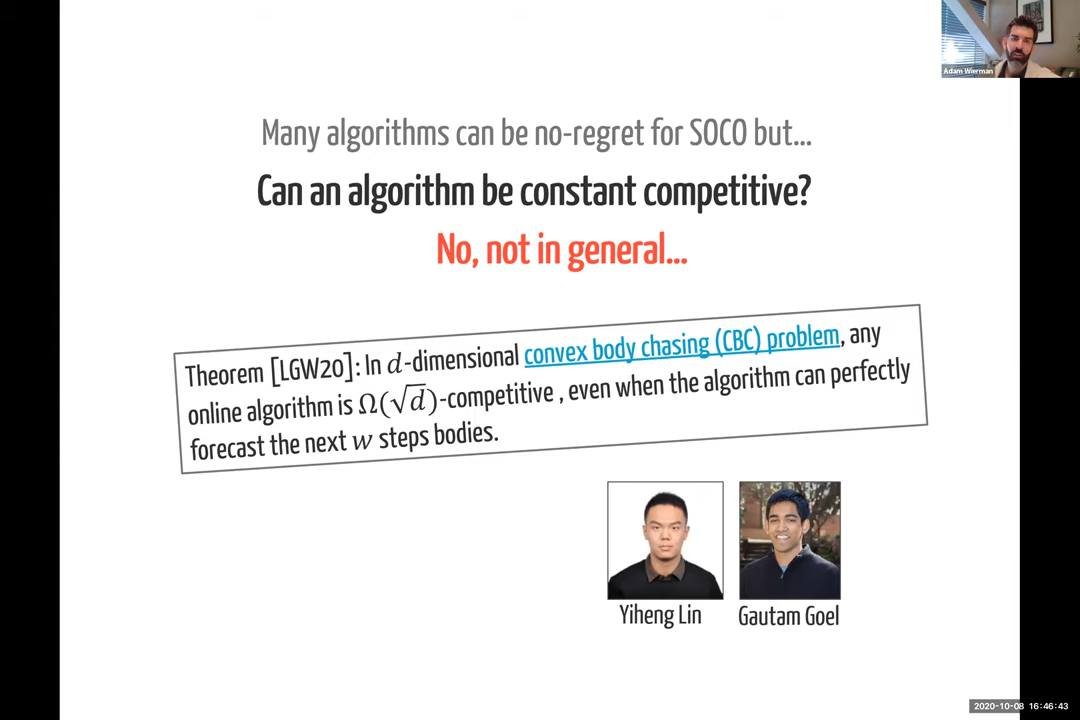 Adam Wierman
Many algorithms can be no-regret for SOCO but...
Can an algorithm be constant competitive?
No, not in general...
Theorem [LGW20]: In d-dimensional convex body chasing (CBC) problem, any
online algorithm is Ω(√d)-competitive , even when the algorithm can perfectly
forecast the next w steps bodies.
Yiheng Lin
Gautam Goel
2020-10-08 16:46:43